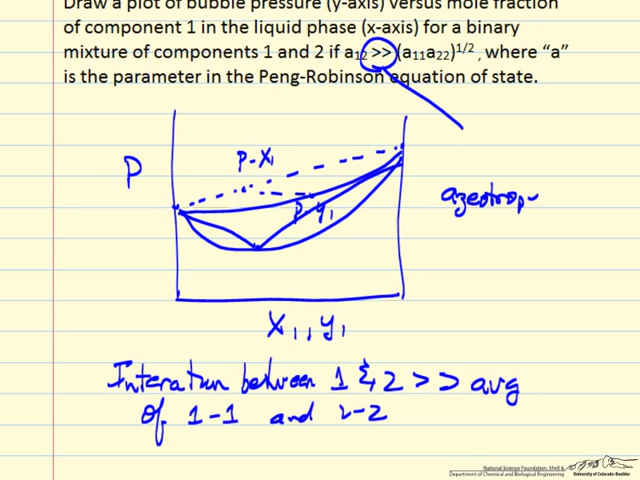 Draw a plot of bubble pressure (y-axis) versus mole fraction
of component 1 in the liquid phase (x-axis) for a binary
mixture of components 1 and 2 if a12 >> (a11a22)1/2, where “a”
is the parameter in the Peng-Robinson equation of state.
P
P-x1
P-y1
azeotrop
x1, y1
Interation between 1 & 2 >> avg
of 1-1 and 2-2
National Science Foundation, Shell &
Department of Chemical and Biological Engineering
University of Colorado-Boulder